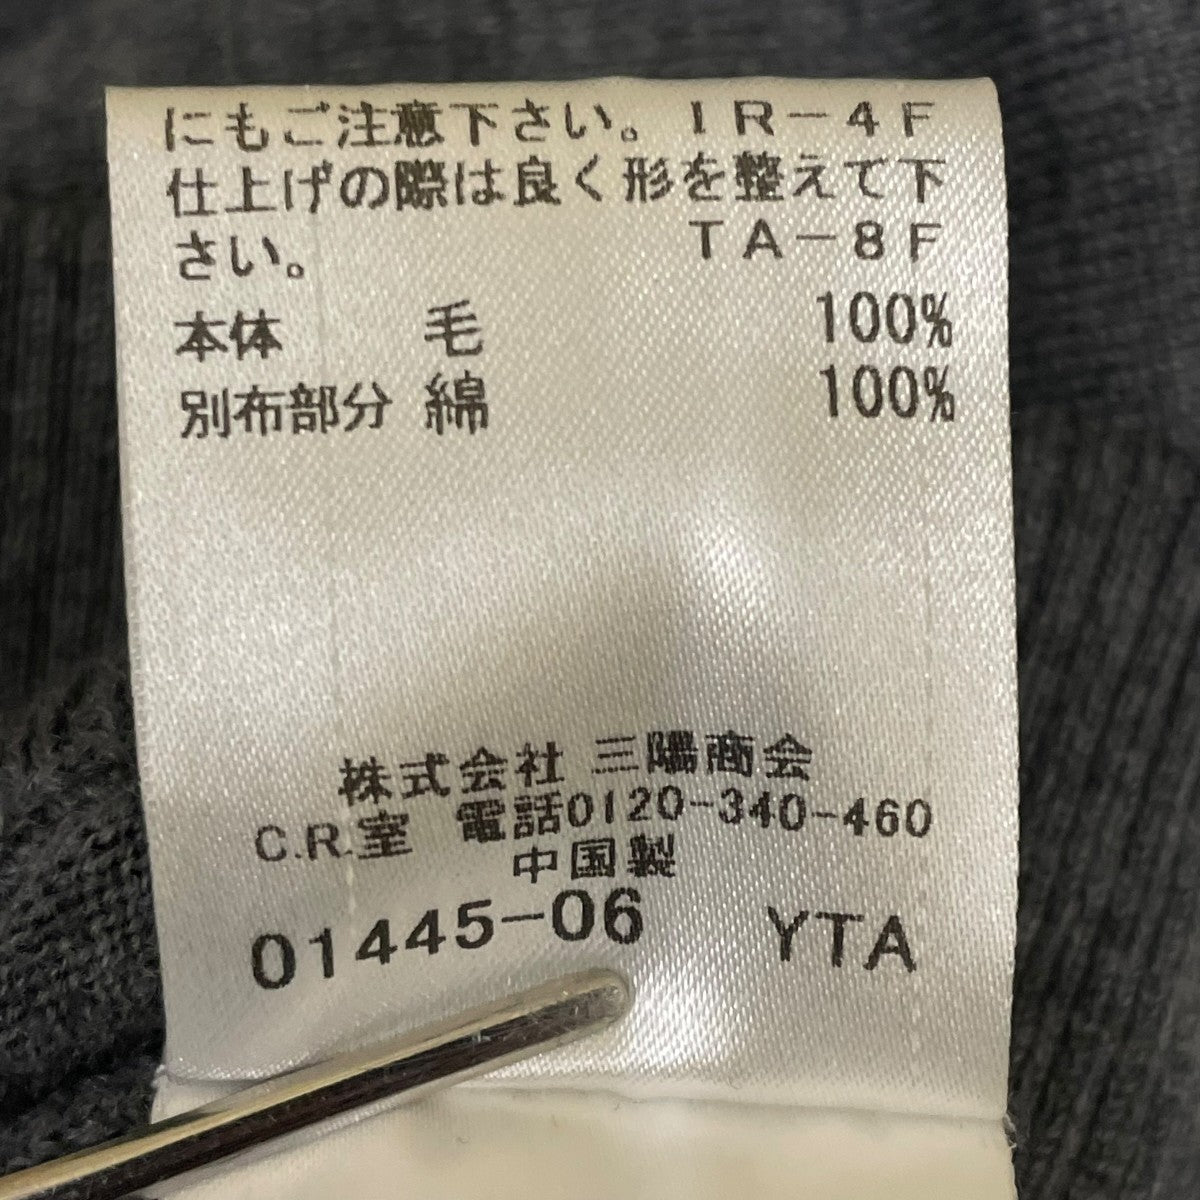 にもご注意下さい。IR-4F
仕上げの際は良く形を整えて下
さい。 TA-8F
本体 毛 100%
別布部分 綿 100%
株式会社 三陽商会
C.R.室 電話0120-340-460
中国製
01445-06 YTA